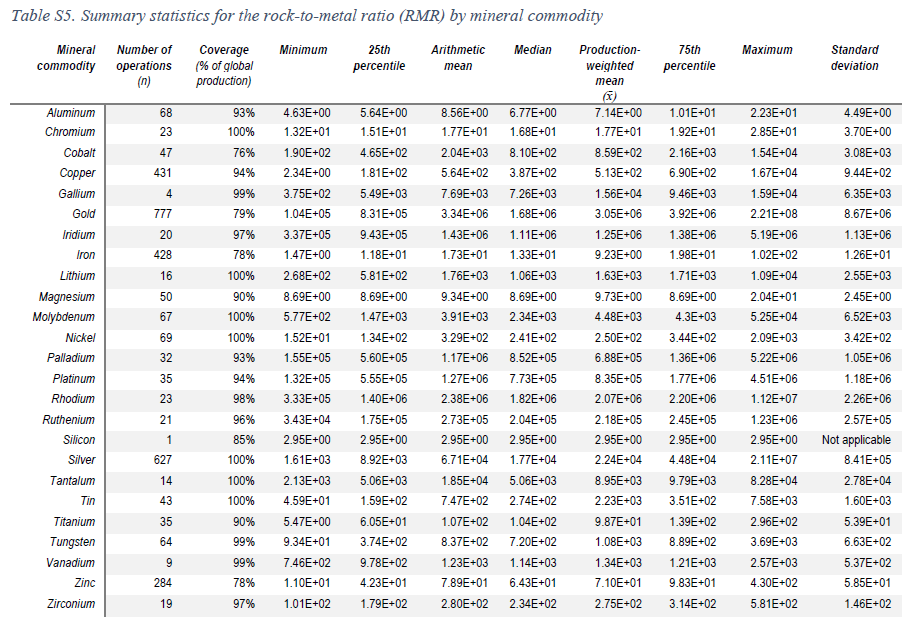 Table S5. Summary statistics for the rock-to-metal ratio (RMR) by mineral commodity
Mineral commodity Number of operations (n) Coverage (% of global production) Minimum 25th percentile Arithmetic mean Median Production-weighted mean (x̄) 75th percentile Maximum Standard deviation
Aluminum 68 93% 4.63E+00 5.64E+00 8.56E+00 6.77E+00 7.14E+00 1.01E+01 2.23E+01 4.49E+00
Chromium 23 100% 1.32E+01 1.51E+01 1.77E+01 1.68E+01 1.77E+01 1.92E+01 2.85E+01 3.70E+00
Cobalt 47 76% 1.90E+02 4.65E+02 2.04E+03 8.10E+02 8.59E+02 2.16E+03 1.54E+04 3.08E+03
Copper 431 94% 2.34E+00 1.81E+02 5.64E+02 3.87E+02 5.13E+02 6.90E+02 1.67E+04 9.44E+02
Gallium 4 99% 3.75E+02 5.49E+03 7.69E+03 7.26E+03 1.56E+04 9.46E+03 1.59E+04 6.35E+03
Gold 777 79% 1.04E+05 8.31E+05 3.34E+06 1.68E+06 3.05E+06 3.92E+06 2.21E+08 8.67E+06
Iridium 20 97% 3.37E+05 9.43E+05 1.43E+06 1.11E+06 1.25E+06 1.38E+06 5.19E+06 1.13E+06
Iron 428 78% 1.47E+00 1.18E+01 1.73E+01 1.33E+01 9.23E+00 1.98E+01 1.02E+02 1.26E+01
Lithium 16 100% 2.68E+02 5.81E+02 1.76E+03 1.06E+03 1.63E+03 1.71E+03 1.09E+04 2.55E+03
Magnesium 50 90% 8.69E+00 8.69E+00 9.34E+00 8.69E+00 9.73E+00 8.69E+00 2.04E+01 2.45E+00
Molybdenum 67 100% 5.77E+02 1.47E+03 3.91E+03 2.34E+03 4.48E+03 4.3E+03 5.25E+04 6.52E+03
Nickel 69 100% 1.52E+01 1.34E+02 3.29E+02 2.41E+02 2.50E+02 3.44E+02 2.09E+03 3.42E+02
Palladium 32 93% 1.55E+05 5.60E+05 1.17E+06 8.52E+05 6.88E+05 1.36E+06 5.22E+06 1.05E+06
Platinum 35 94% 1.32E+05 5.55E+05 1.27E+06 7.73E+05 8.35E+05 1.77E+06 4.51E+06 1.18E+06
Rhodium 23 98% 3.33E+05 1.40E+06 2.38E+06 1.82E+06 2.07E+06 2.20E+06 1.12E+07 2.26E+06
Ruthenium 21 96% 3.43E+04 1.75E+05 2.73E+05 2.04E+05 2.18E+05 2.45E+05 1.23E+06 2.57E+05
Silicon 1 85% 2.95E+00 2.95E+00 2.95E+00 2.95E+00 2.95E+00 2.95E+00 2.95E+00 Not applicable
Silver 627 100% 1.61E+03 8.92E+03 6.71E+04 1.77E+04 2.24E+04 4.48E+04 2.11E+07 8.41E+05
Tantalum 14 100% 2.13E+03 5.06E+03 1.85E+04 5.06E+03 8.95E+03 9.79E+03 8.28E+04 2.78E+04
Tin 43 100% 4.59E+01 1.59E+02 7.47E+02 2.74E+02 2.23E+03 3.51E+02 7.58E+03 1.60E+03
Titanium 35 90% 5.47E+00 6.05E+01 1.07E+02 1.04E+02 9.87E+01 1.39E+02 2.96E+02 5.39E+01
Tungsten 64 99% 9.34E+01 3.74E+02 8.37E+02 7.20E+02 1.08E+03 8.89E+02 3.69E+03 6.63E+02
Vanadium 9 99% 7.46E+02 9.78E+02 1.23E+03 1.14E+03 1.34E+03 1.21E+03 2.57E+03 5.37E+02
Zinc 284 78% 1.10E+01 4.23E+01 7.89E+01 6.43E+01 7.10E+01 9.83E+01 4.30E+02 5.85E+01
Zirconium 19 97% 1.01E+02 1.79E+02 2.80E+02 2.34E+02 2.75E+02 3.14E+02 5.81E+02 1.46E+02